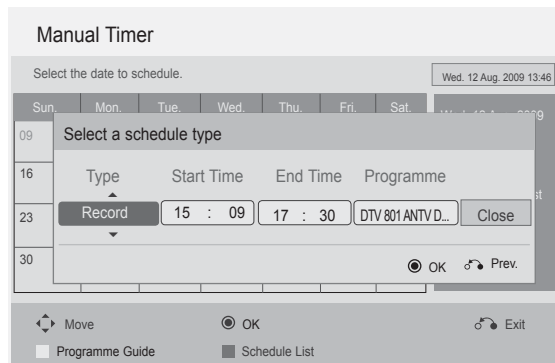 Manual Timer
Select the date to schedule.
Wed. 12 Aug. 2009 13:46
Sun. Mon. Tue. Wed. Thu. Fri. Sat.
09
Select a schedule type
16
Type Start Time End Time Programme
23
Record 15 : 09 17 : 30 DTV 801 ANTV D... Close
30
OK Prev.
Move OK Exit
Programme Guide Schedule List